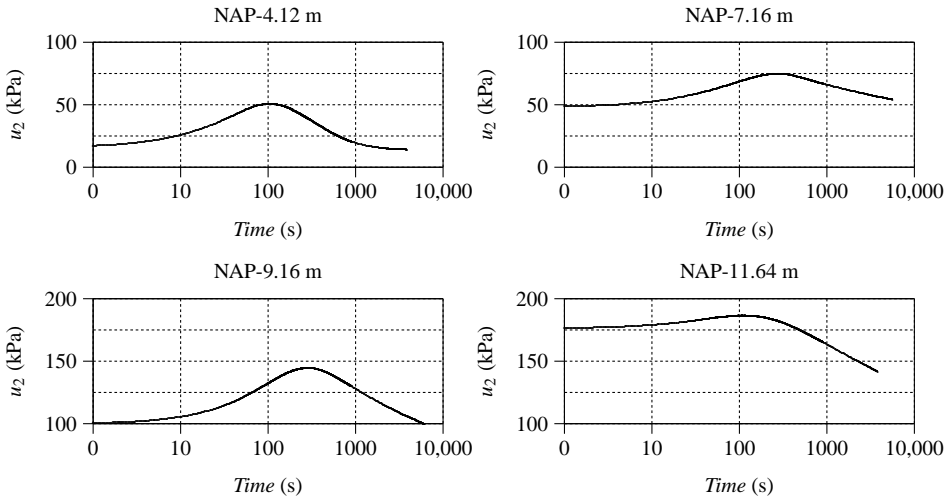 NAP-4.12 m
100
50
0
u2 (kPa)
0 10 100 1000 10,000
Time (s)
NAP-7.16 m
100
50
0
u2 (kPa)
0 10 100 1000 10,000
Time (s)
NAP-9.16 m
200
150
100
u2 (kPa)
0 10 100 1000 10,000
Time (s)
NAP-11.64 m
200
150
100
u2 (kPa)
0 10 100 1000 10,000
Time (s)